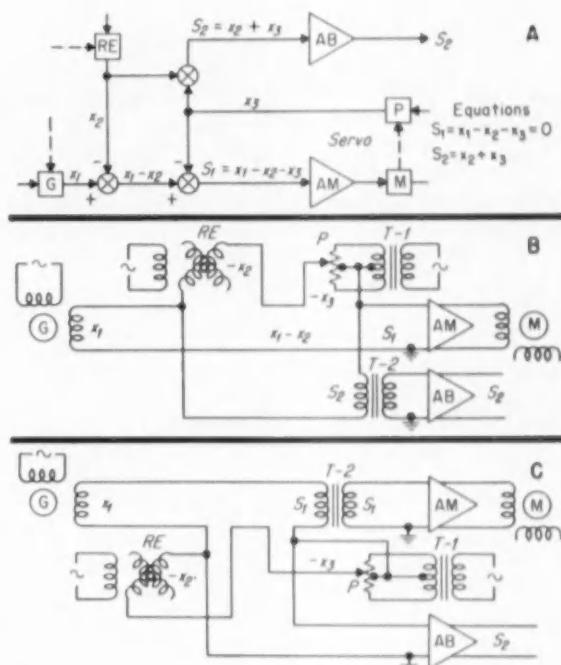 S₂ = x₂ + x₃
A
RE
AB
S₂
x₂
x₃
P
Equations
S₁ = x₁ - x₂ - x₃ = 0
S₂ = x₂ + x₃
Servo
G
x₁
-
+
x₁ - x₂
-
+
S₁ = x₁ - x₂ - x₃
AM
M
B
RE
T-1
~
~
-x₂
P
~
G
x₁
-x₃
x₁ - x₂
S₁
AM
M
T-2
S₂
AB
S₂
C
~
T-2
G
x₁
S₁
S₁
AM
M
RE
T-1
~
-x₂
-x₃
P
~
AB
S₂